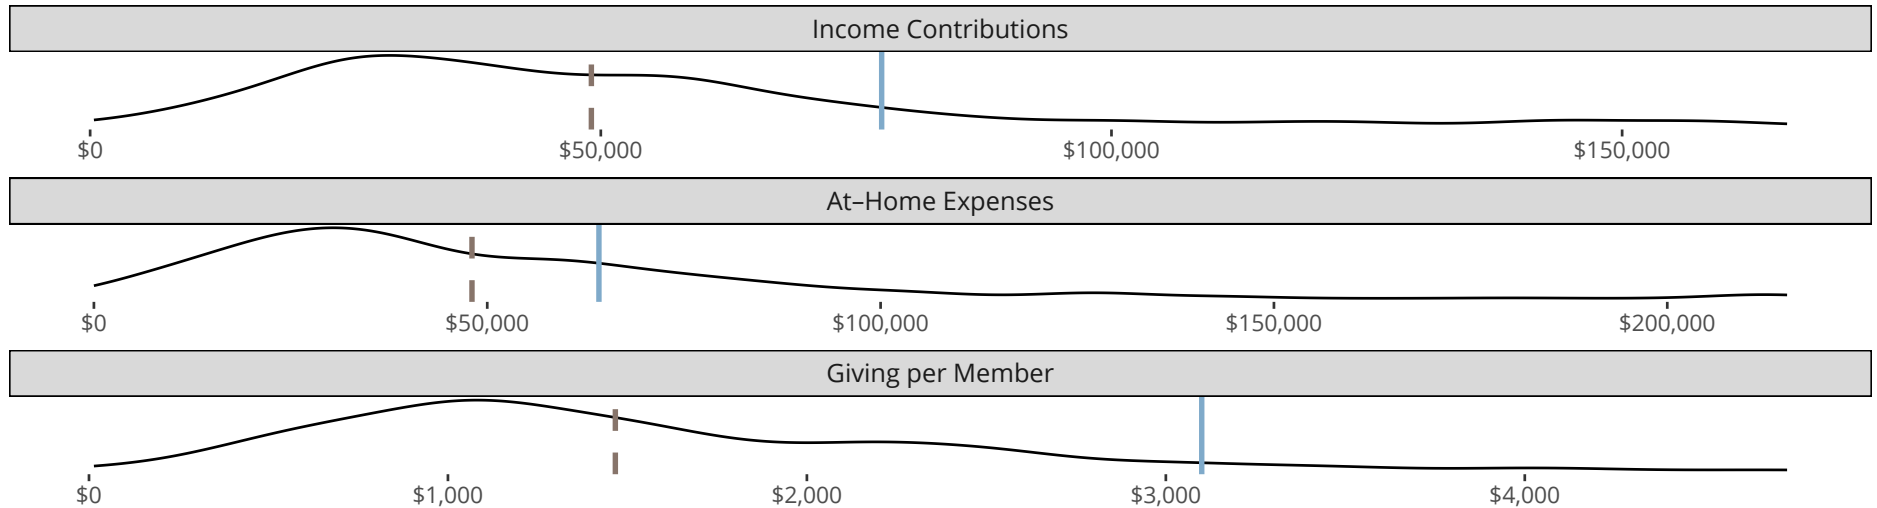 Income Contributions
$0 $50,000 $100,000 $150,000
At–Home Expenses
$0 $50,000 $100,000 $150,000 $200,000
Giving per Member
$0 $1,000 $2,000 $3,000 $4,000